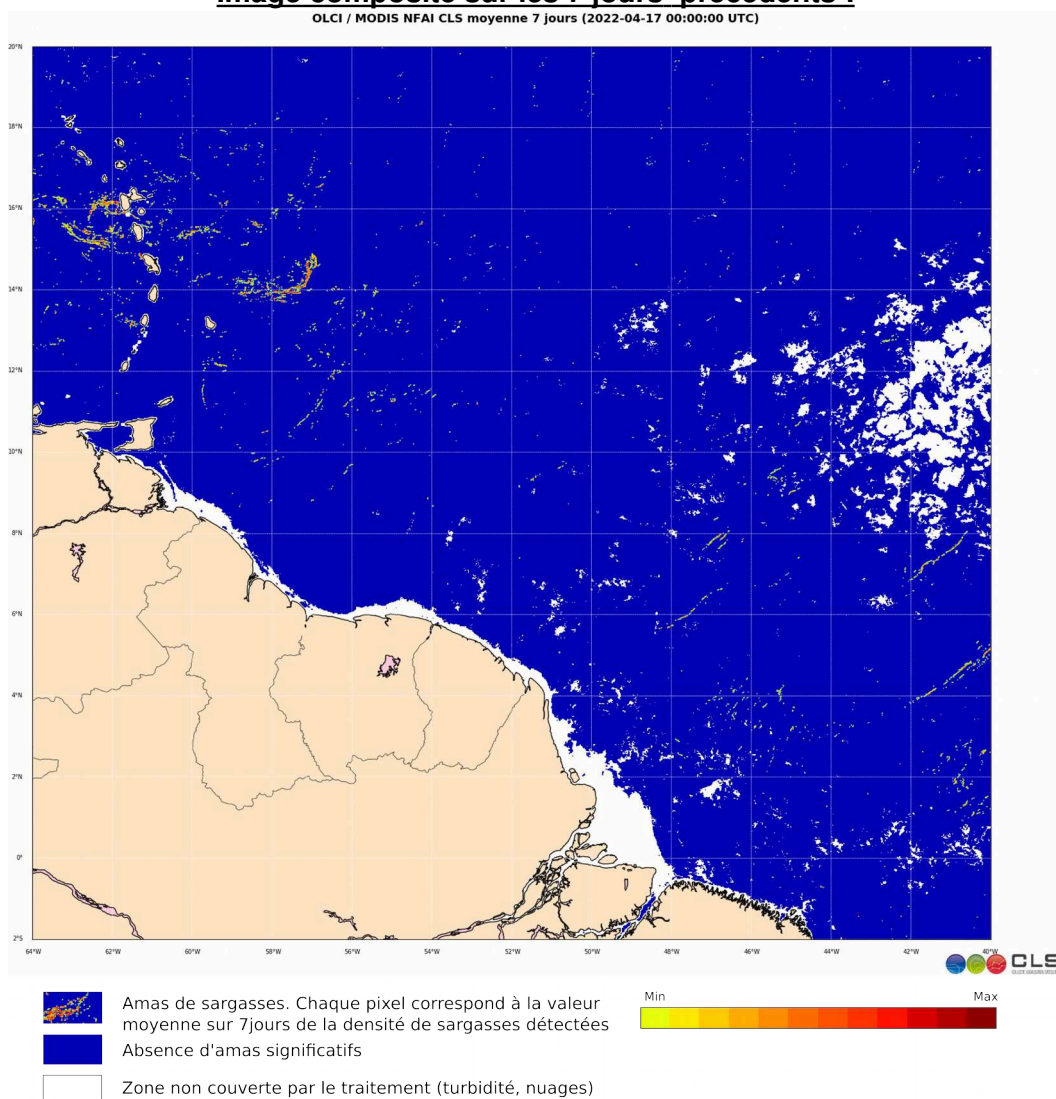 Image composite sur les 7 jours précédents :
OLCI / MODIS NFAI CLS moyenne 7 jours (2022-04-17 00:00:00 UTC)
20°N
18°N
16°N
14°N
12°N
10°N
8°N
6°N
4°N
2°N
0°
2°S
64°W 62°W 60°W 58°W 56°W 54°W 52°W 50°W 48°W 46°W 44°W 42°W 40°W
CLS
Min Max
Amas de sargasses. Chaque pixel correspond à la valeur
moyenne sur 7jours de la densité de sargasses détectées
Absence d'amas significatifs
Zone non couverte par le traitement (turbidité, nuages)